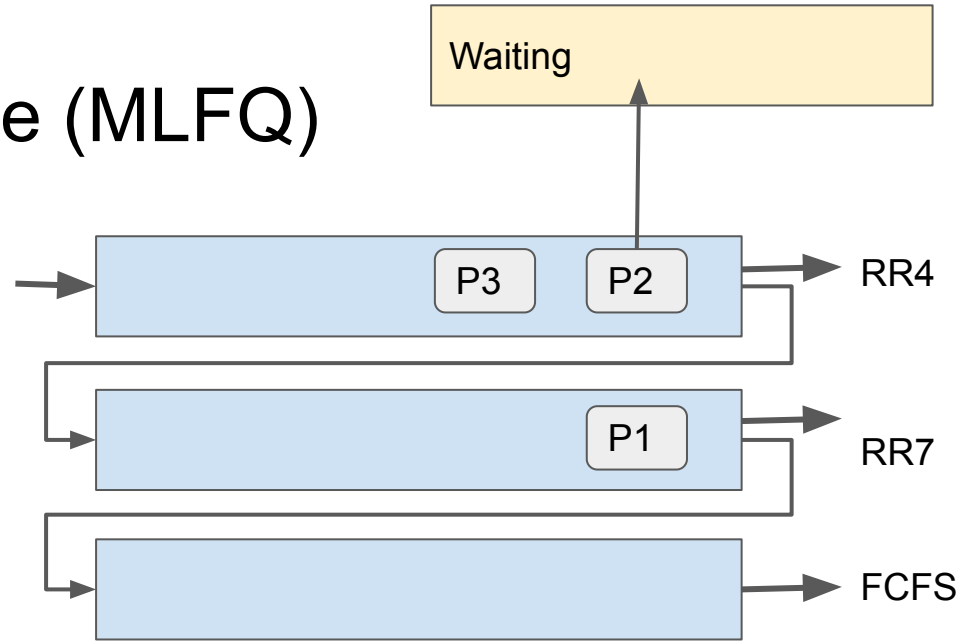 Waiting
e (MLFQ)
P3
P2
RR4
P1
RR7
FCFS